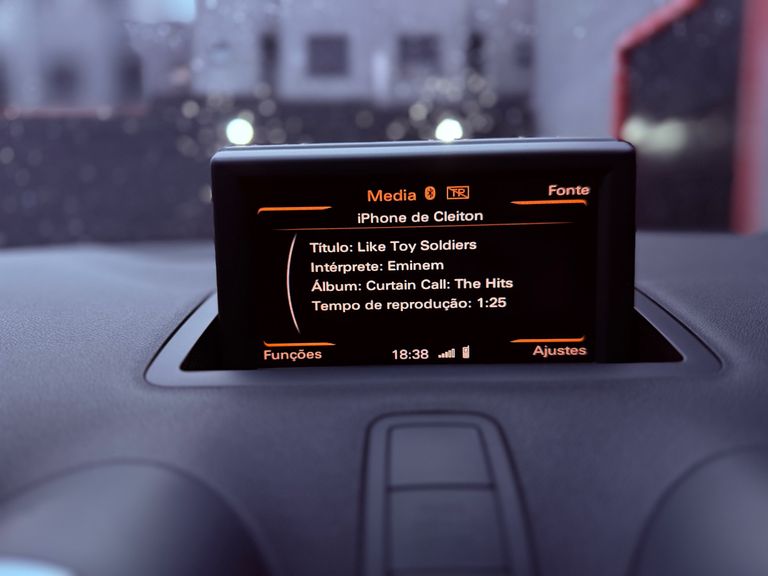 Media TR Fonte
iPhone de Cleiton
Título: Like Toy Soldiers
Intérprete: Eminem
Álbum: Curtain Call: The Hits
Tempo de reprodução: 1:25
Funções 18:38 Ajustes